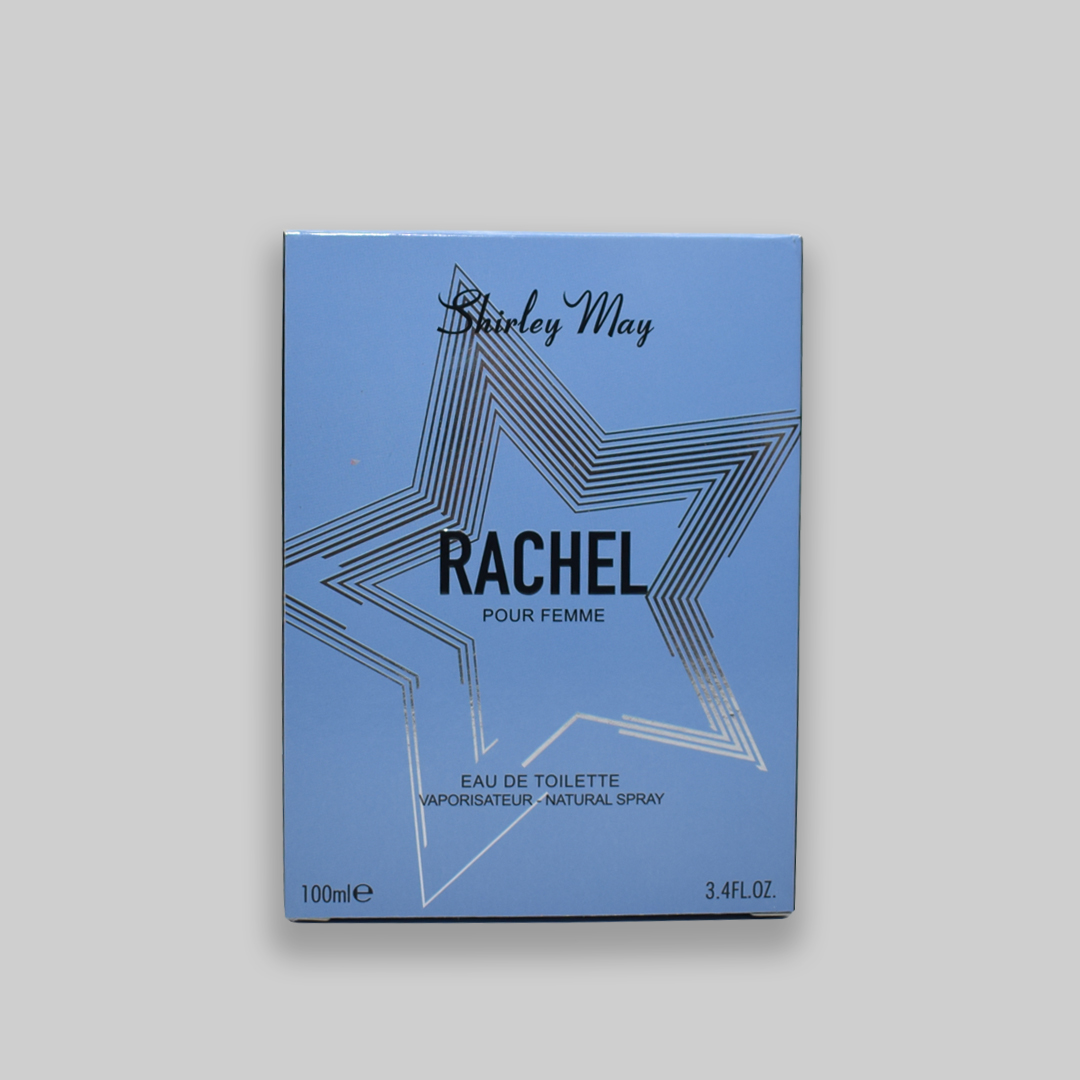 Shirley May
RACHEL
POUR FEMME
EAU DE TOILETTE
VAPORISATEUR - NATURAL SPRAY
100ml℮
3.4FL.OZ.